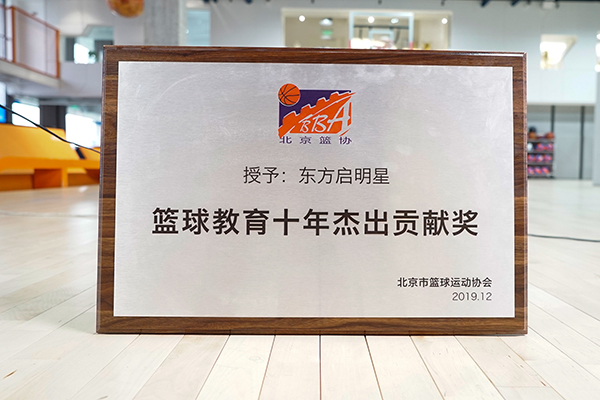 BBA
北京篮协
授予：东方启明星
篮球教育十年杰出贡献奖
北京市篮球运动协会
2019.12